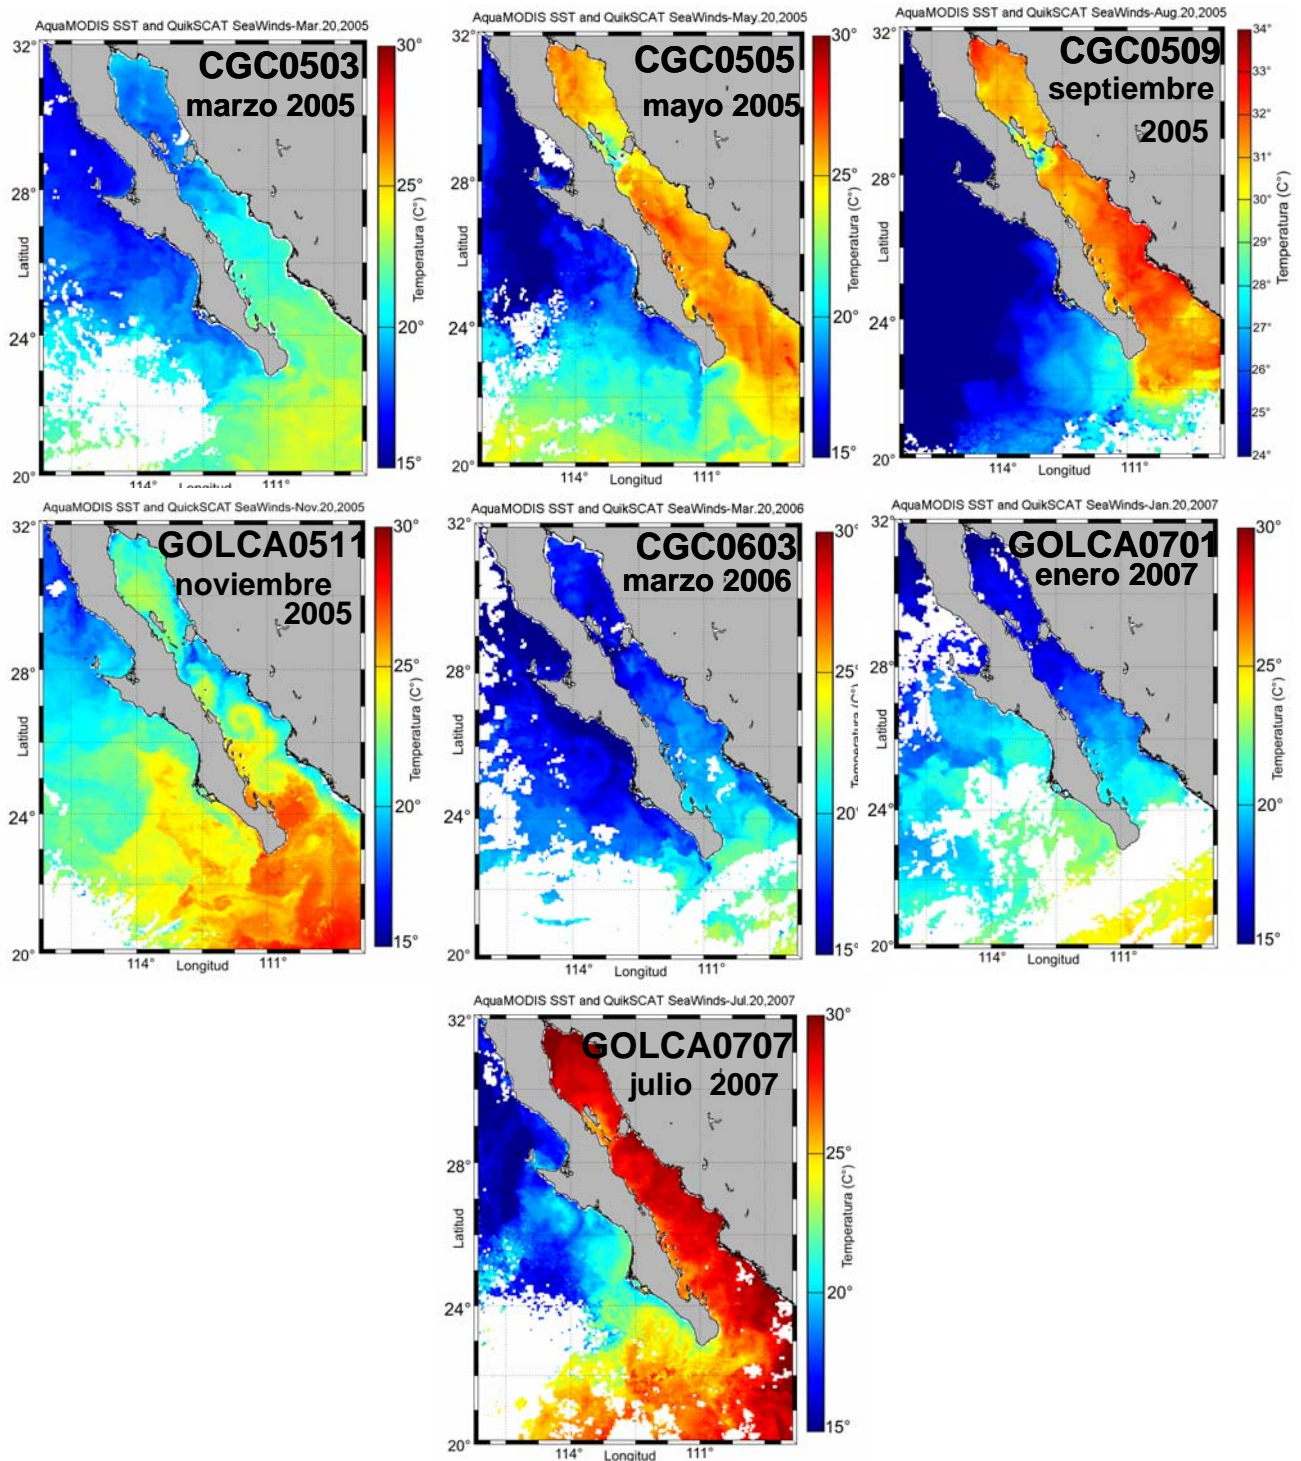 AquaMODIS SST and QuikSCAT SeaWinds-Mar.20,2005
CGC0503
marzo 2005
32°
28°
24°
20°
Latitud
114°
Longitud
111°
30°
25°
20°
15°
Temperatura (C°)
AquaMODIS SST and QuikSCAT SeaWinds-May.20,2005
CGC0505
mayo 2005
32°
28°
24°
20°
Latitud
114°
Longitud
111°
30°
25°
20°
15°
Temperatura (C°)
AquaMODIS SST and QuikSCAT SeaWinds-Aug.20,2005
CGC0509
septiembre
2005
32°
28°
24°
20°
Latitud
114°
Longitud
111°
34°
33°
32°
31°
30°
29°
28°
27°
26°
25°
24°
Temperatura (C°)
AquaMODIS SST and QuickSCAT SeaWinds-Nov.20,2005
GOLCA0511
noviembre
2005
32°
28°
24°
20°
Latitud
114°
Longitud
111°
30°
25°
20°
15°
Temperatura (C°)
AquaMODIS SST and QuikSCAT SeaWinds-Mar.20,2006
CGC0603
marzo 2006
32°
28°
24°
20°
Latitud
114°
Longitud
111°
30°
25°
20°
15°
Temperatura (C°)
AquaMODIS SST and QuikSCAT SeaWinds-Jan.20,2007
GOLCA0701
enero 2007
32°
28°
24°
20°
Latitud
114°
Longitud
111°
30°
25°
20°
15°
Temperatura (C°)
AquaMODIS SST and QuikSCAT SeaWinds-Jul.20,2007
GOLCA0707
julio 2007
32°
28°
24°
20°
Latitud
114°
Longitud
111°
30°
25°
20°
15°
Temperatura (C°)